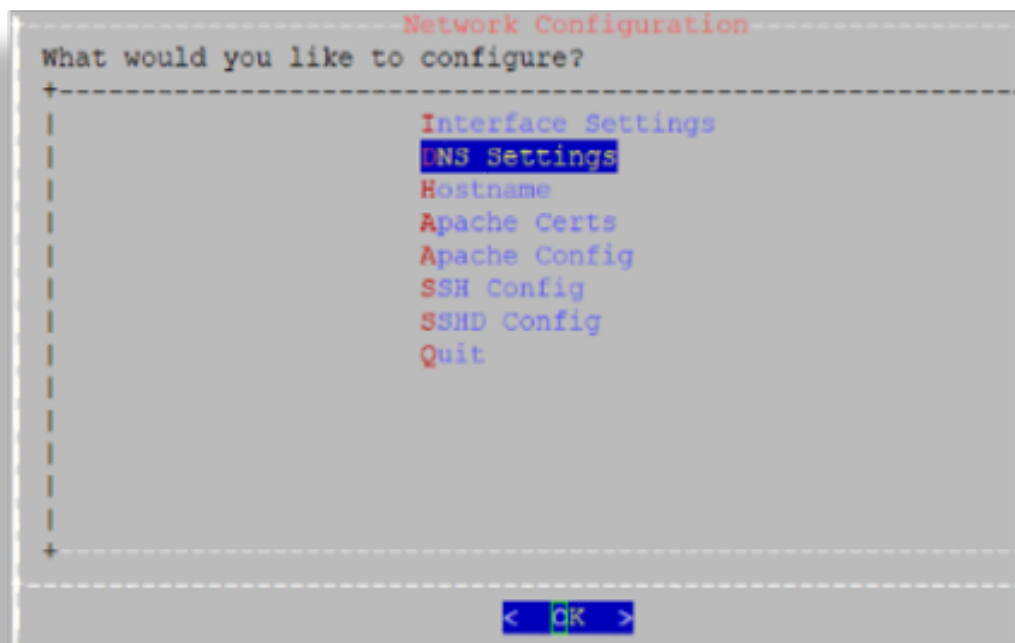 Network Configuration
What would you like to configure?
Interface Settings
DNS Settings
Hostname
Apache Certs
Apache Config
SSH Config
SSHD Config
Quit
< OK >